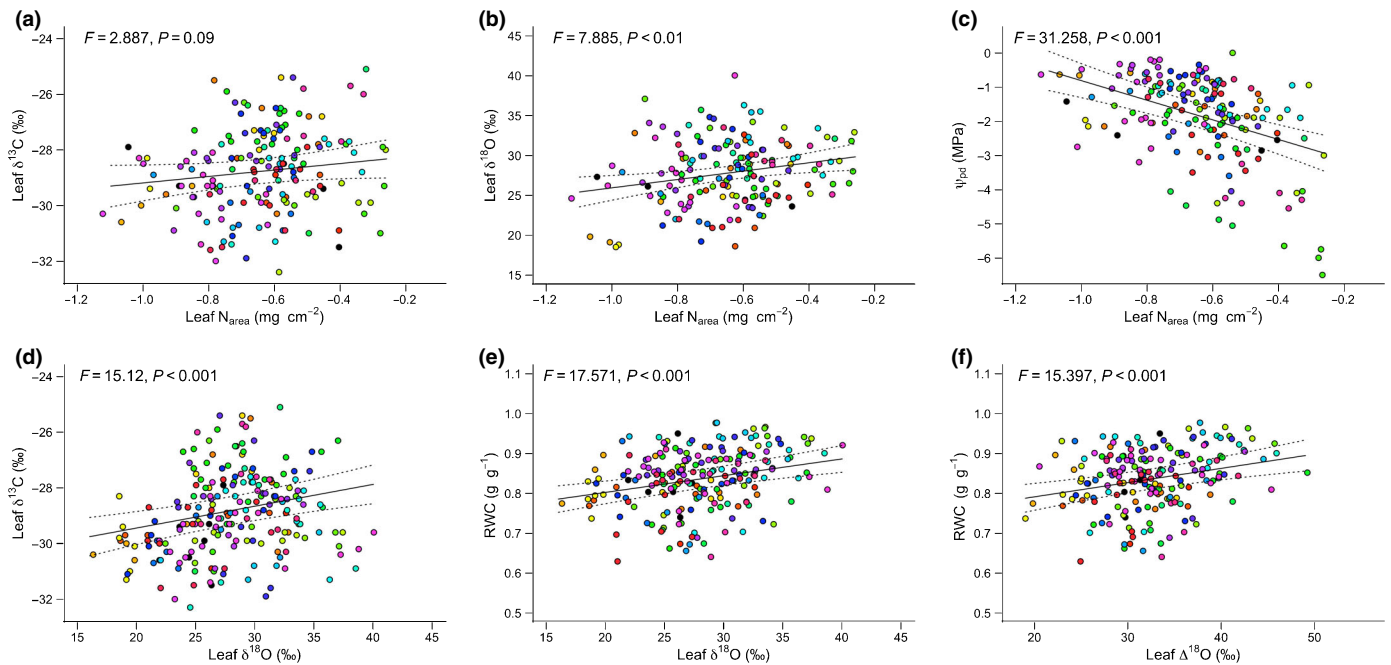 (a)
F = 2.887, P = 0.09
Leaf δ¹³C (‰)
−24
−26
−28
−30
−32
−1.2 −1.0 −0.8 −0.6 −0.4 −0.2
Leaf Narea (mg cm⁻²)
(b)
F = 7.885, P < 0.01
Leaf δ¹⁸O (‰)
45
40
35
30
25
20
15
−1.2 −1.0 −0.8 −0.6 −0.4 −0.2
Leaf Narea (mg cm⁻²)
(c)
F = 31.258, P < 0.001
ψpd (MPa)
0
−1
−2
−3
−4
−5
−6
−1.2 −1.0 −0.8 −0.6 −0.4 −0.2
Leaf Narea (mg cm⁻²)
(d)
F = 15.12, P < 0.001
Leaf δ¹³C (‰)
−24
−26
−28
−30
−32
15 20 25 30 35 40 45
Leaf δ¹⁸O (‰)
(e)
F = 17.571, P < 0.001
RWC (g g⁻¹)
1.1
1.0
0.9
0.8
0.7
0.6
0.5
15 20 25 30 35 40 45
Leaf δ¹⁸O (‰)
(f)
F = 15.397, P < 0.001
RWC (g g⁻¹)
1.1
1.0
0.9
0.8
0.7
0.6
0.5
20 30 40 50
Leaf Δ¹⁸O (‰)